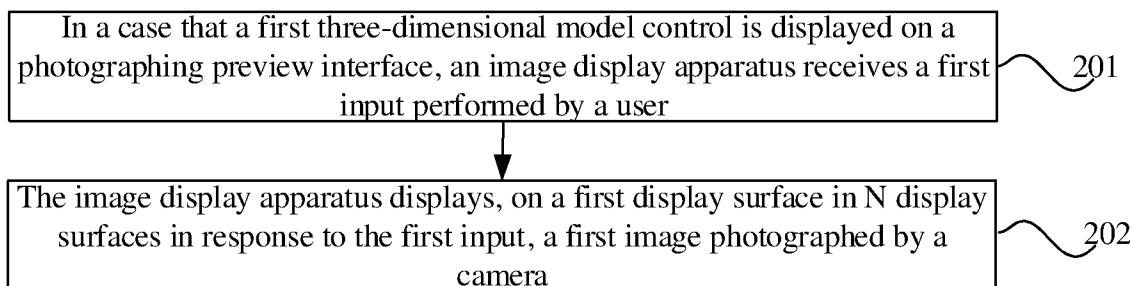 In a case that a first three-dimensional model control is displayed on a
photographing preview interface, an image display apparatus receives a first
input performed by a user
201
The image display apparatus displays, on a first display surface in N display
surfaces in response to the first input, a first image photographed by a
camera
202